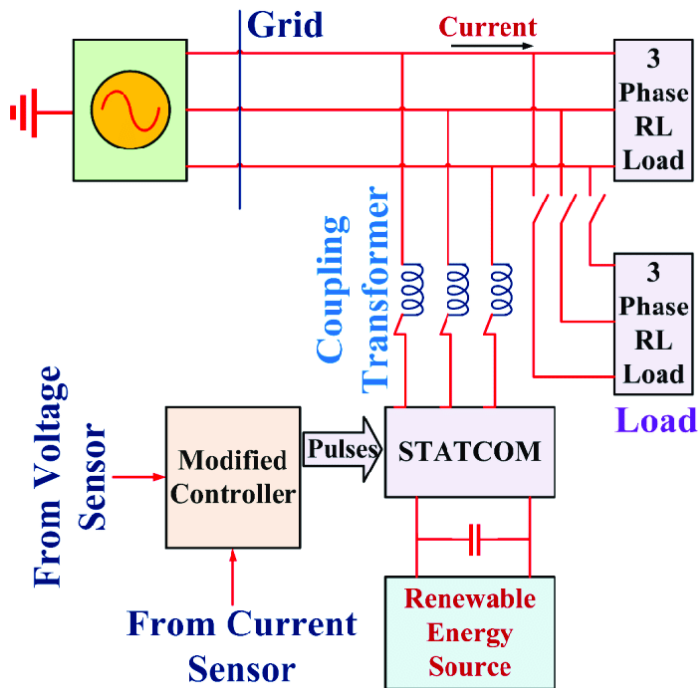 Grid
Current
3
Phase
RL
Load
Coupling
Transformer
3
Phase
RL
Load
Load
From Voltage
Sensor
Modified
Controller
Pulses
STATCOM
From Current
Sensor
Renewable
Energy
Source